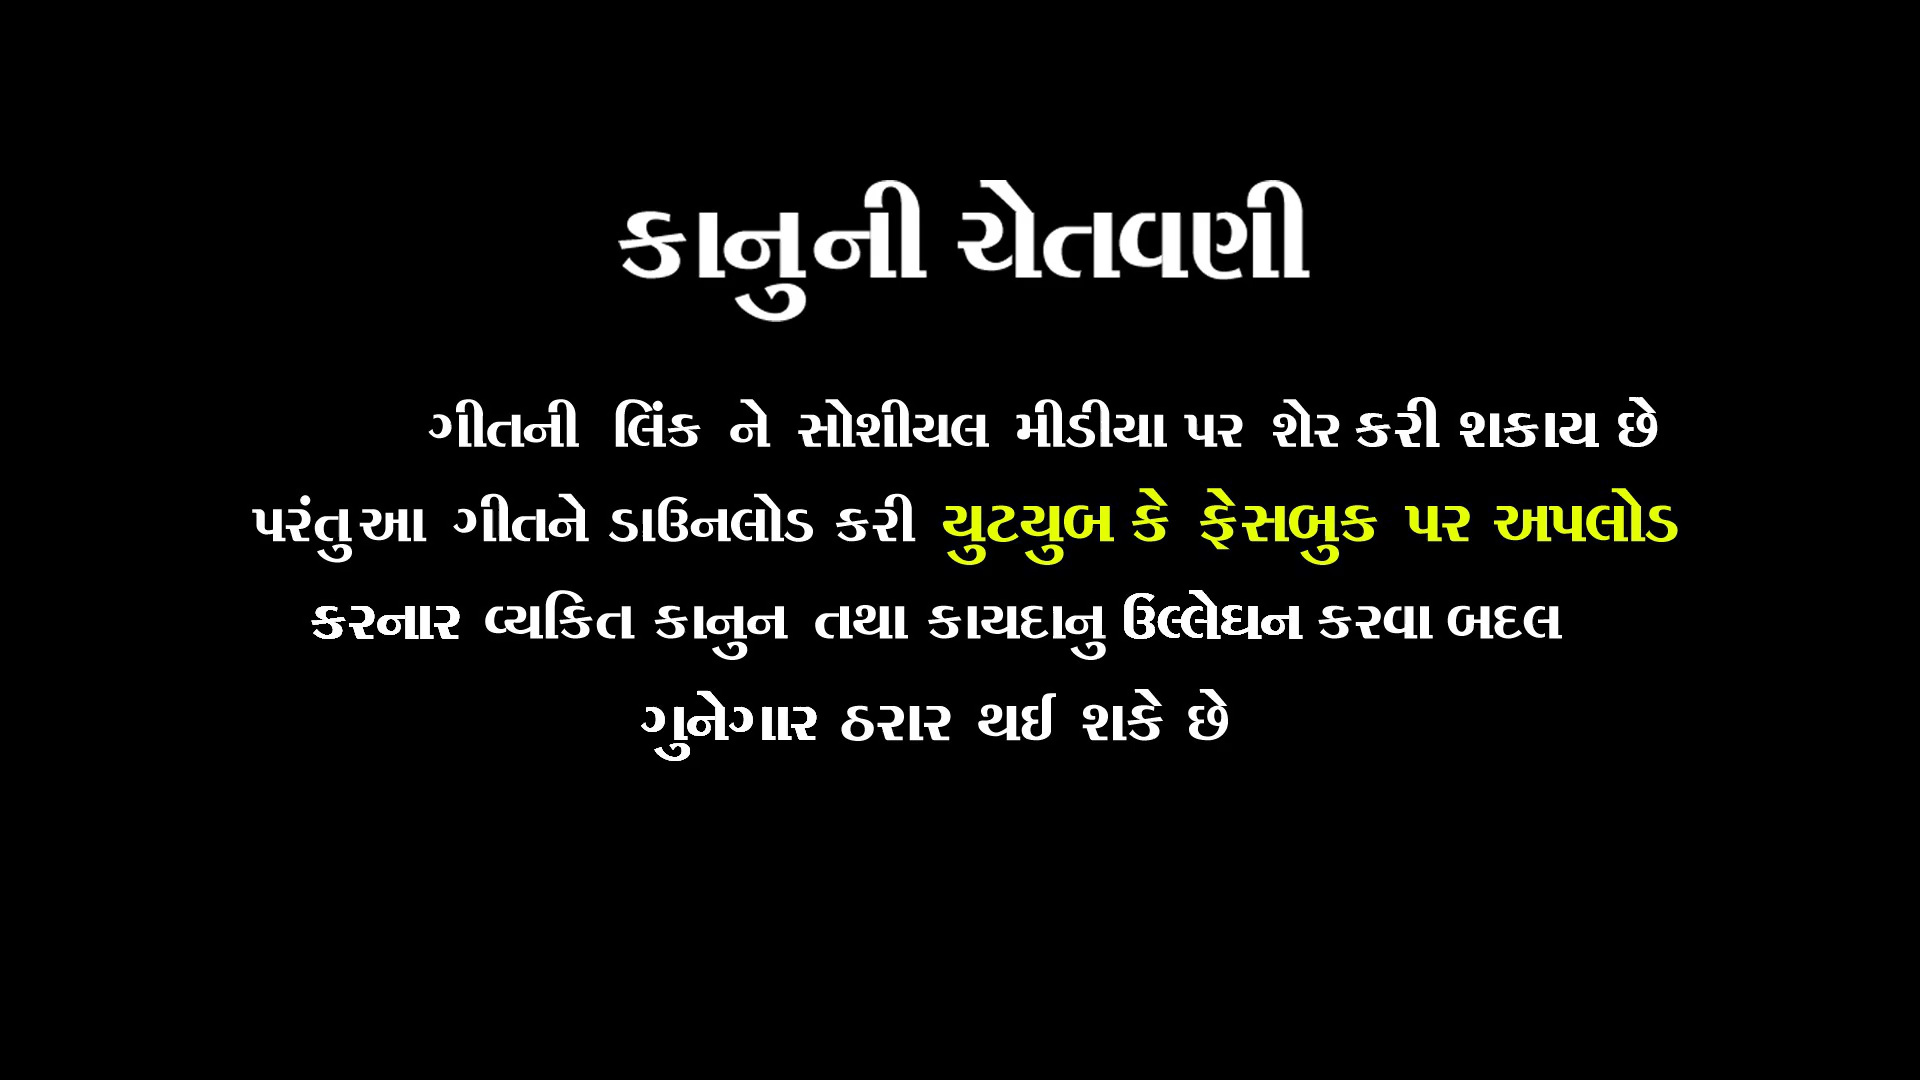 કાનુની ચેતવણી
ગીતની લિંક ને સોશીયલ મીડીયા પર શેર કરી શકાય છે
પરંતુ આ ગીતને ડાઉનલોડ કરી યુટયુબ કે ફેસબુક પર અપલોડ
કરનાર વ્યકિત કાનુન તથા કાયદાનુ ઉલ્લેઘન કરવા બદલ
ગુનેગાર ઠરાર થઈ શકે છે